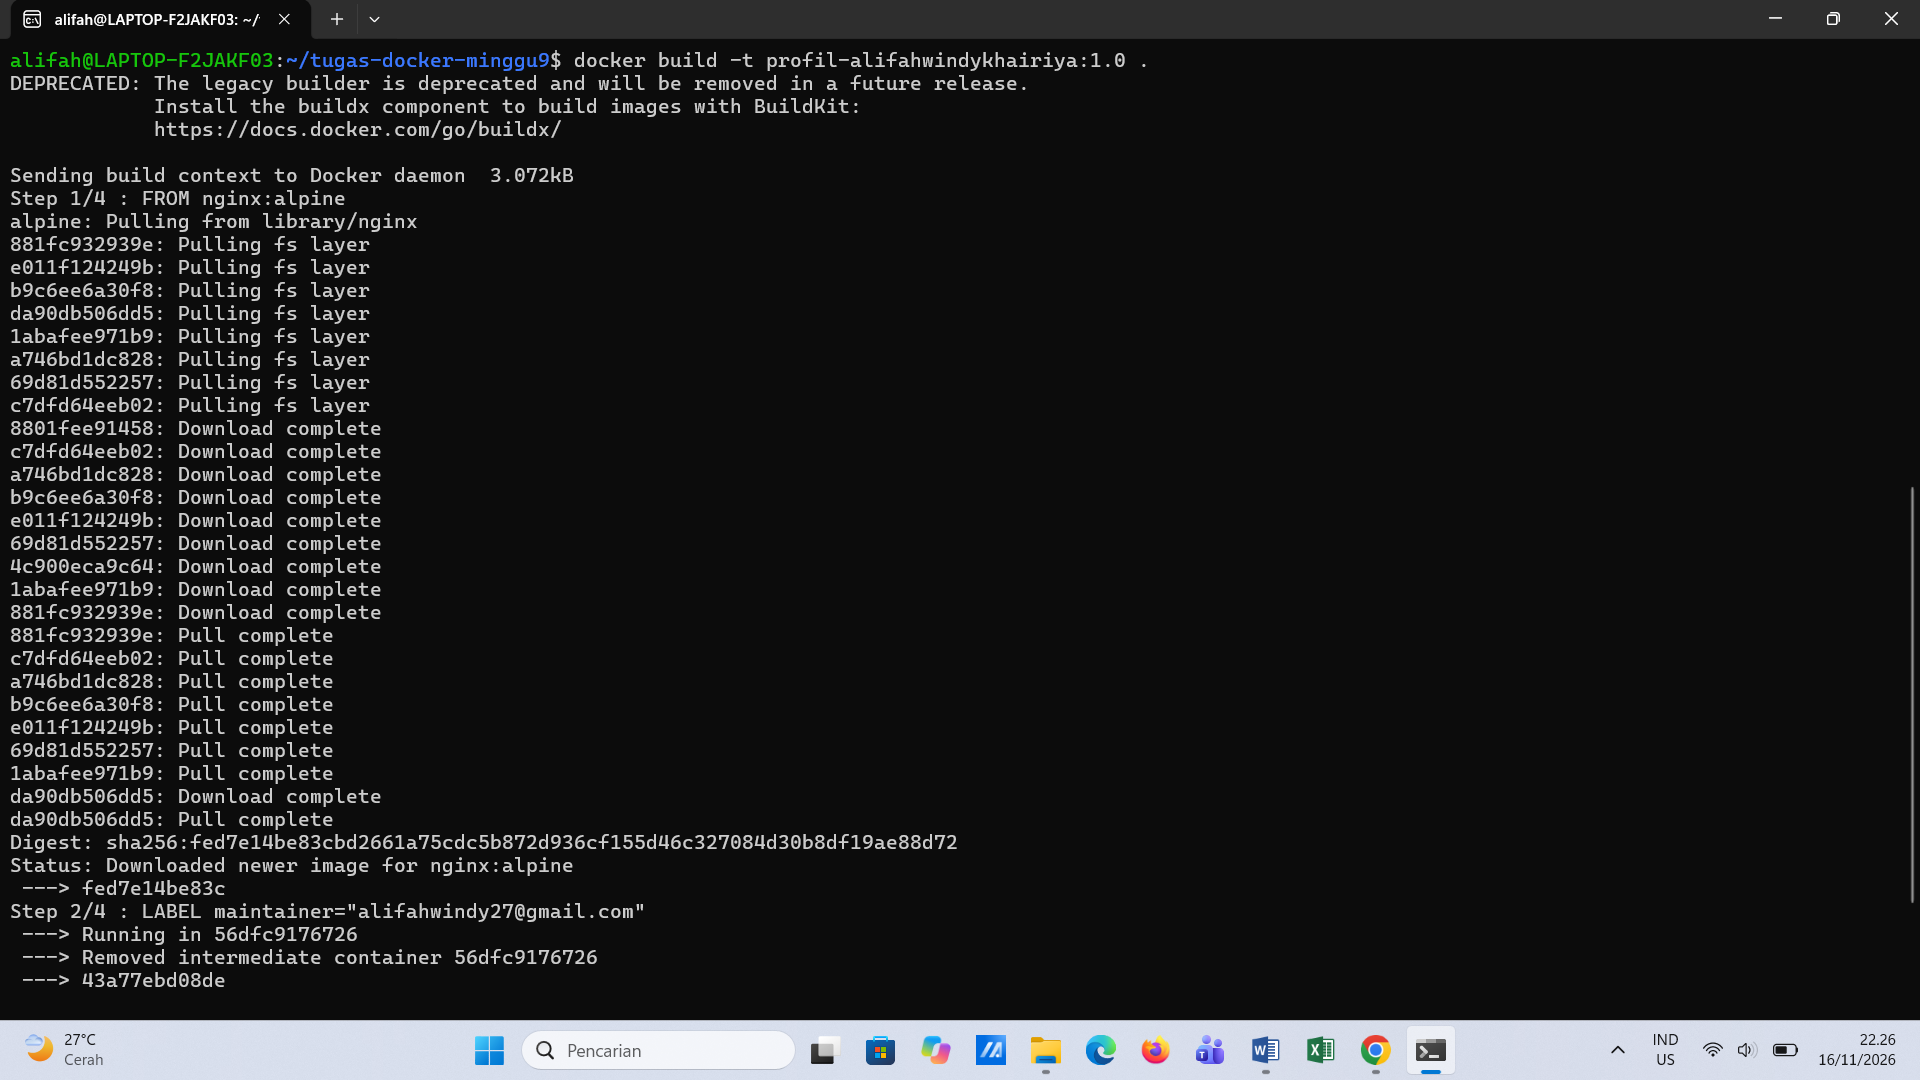 alifah@LAPTOP-F2JAKF03: ~/
alifah@LAPTOP-F2JAKF03:~/tugas-docker-minggu9$ docker build -t profil-alifahwindykhairiya:1.0 .
DEPRECATED: The legacy builder is deprecated and will be removed in a future release.
            Install the buildx component to build images with BuildKit:
            https://docs.docker.com/go/buildx/
Sending build context to Docker daemon  3.072kB
Step 1/4 : FROM nginx:alpine
alpine: Pulling from library/nginx
881fc932939e: Pulling fs layer
e011f124249b: Pulling fs layer
b9c6ee6a30f8: Pulling fs layer
da90db506dd5: Pulling fs layer
1abafee971b9: Pulling fs layer
a746bd1dc828: Pulling fs layer
69d81d552257: Pulling fs layer
c7dfd64eeb02: Pulling fs layer
8801fee91458: Download complete
c7dfd64eeb02: Download complete
a746bd1dc828: Download complete
b9c6ee6a30f8: Download complete
e011f124249b: Download complete
69d81d552257: Download complete
4c900eca9c64: Download complete
1abafee971b9: Download complete
881fc932939e: Download complete
881fc932939e: Pull complete
c7dfd64eeb02: Pull complete
a746bd1dc828: Pull complete
b9c6ee6a30f8: Pull complete
e011f124249b: Pull complete
69d81d552257: Pull complete
1abafee971b9: Pull complete
da90db506dd5: Download complete
da90db506dd5: Pull complete
Digest: sha256:fed7e14be83cbd2661a75cdc5b872d936cf155d46c327084d30b8df19ae88d72
Status: Downloaded newer image for nginx:alpine
 ---> fed7e14be83c
Step 2/4 : LABEL maintainer="alifahwindy27@gmail.com"
 ---> Running in 56dfc9176726
 ---> Removed intermediate container 56dfc9176726
 ---> 43a77ebd08de
27°C
Cerah
Pencarian
IND
US
22.26
16/11/2026